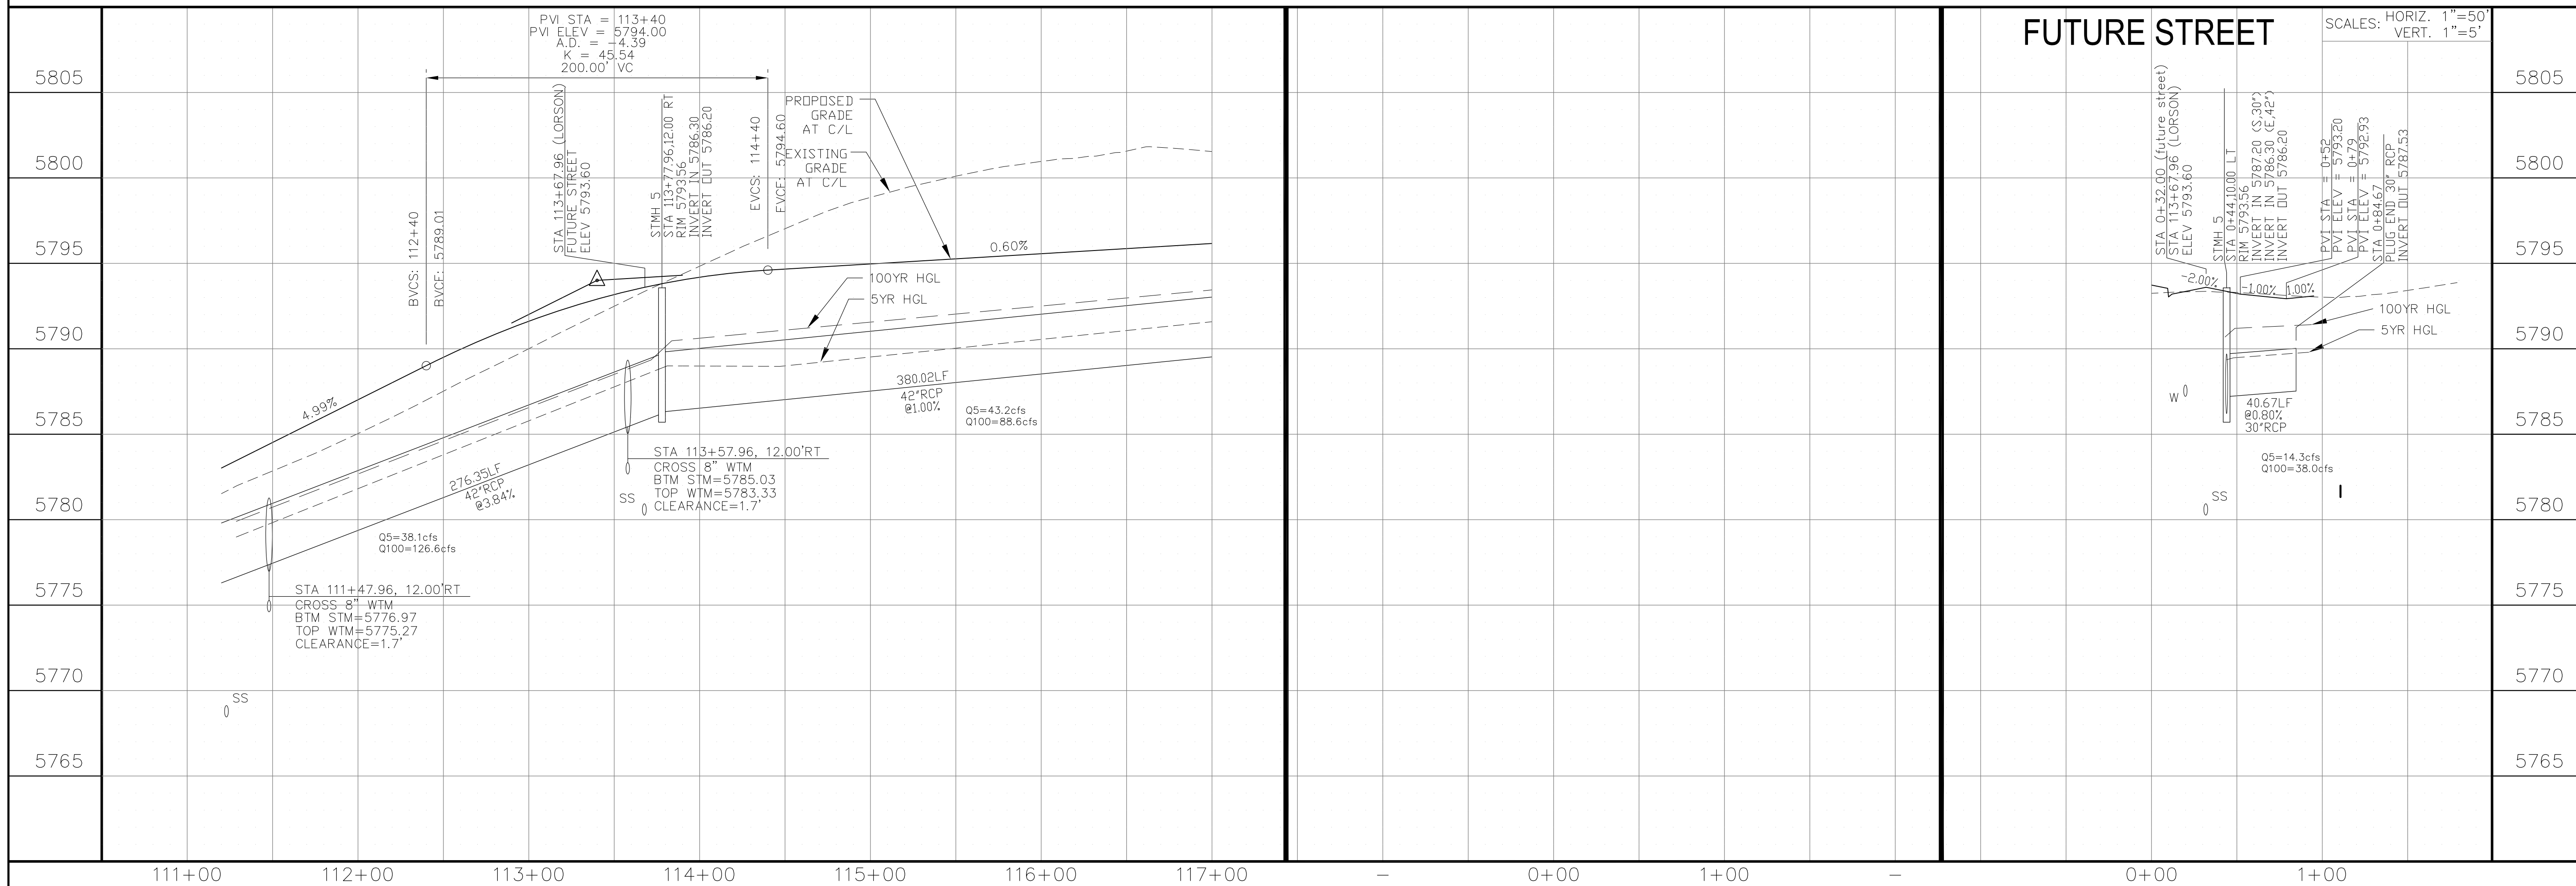 PVI STA = 113+40
PVI ELEV = 5794.00
A.D. = -4.39
K = 45.54
200.00' VC
BVCS: 112+40
BVCE: 5789.01
STA 113+67.96 (LORSON)
FUTURE STREET
ELEV 5793.60
STMH 5
STA 113+77.96,12.00 RT
RIM 5793.56
INVERT IN 5786.30
INVERT OUT 5786.20
EVCS: 114+40
EVCE: 5794.60
PROPOSED
GRADE
AT C/L
EXISTING
GRADE
AT C/L
0.60%
100YR HGL
5YR HGL
4.99%
380.02LF
42"RCP
@1.00%
Q5=43.2cfs
Q100=88.6cfs
276.35LF
42"RCP
@3.84%
Q5=38.1cfs
Q100=126.6cfs
STA 113+57.96, 12.00'RT
CROSS 8" WTM
BTM STM=5785.03
TOP WTM=5783.33
CLEARANCE=1.7'
SS
STA 111+47.96, 12.00'RT
CROSS 8" WTM
BTM STM=5776.97
TOP WTM=5775.27
CLEARANCE=1.7'
SS
5805
5800
5795
5790
5785
5780
5775
5770
5765
111+00 112+00 113+00 114+00 115+00 116+00 117+00
- 0+00 1+00 -
FUTURE STREET
SCALES: HORIZ. 1"=50'
VERT. 1"=5'
STA 0+32.00 (future street)
STA 113+67.96 (LORSON)
ELEV 5793.60
STMH 5
STA 0+44,10.00 LT
RIM 5793.56
INVERT IN 5787.20 (S,30")
INVERT IN 5786.30 (E,42")
INVERT OUT 5786.20
PVI STA = 0+52
PVI ELEV = 5793.20
PVI STA = 0+79
PVI ELEV = 5792.93
STA 0+84.67
PLUG END 30" RCP
INVERT OUT 5787.53
-2.00%
-1.00%
1.00%
100YR HGL
5YR HGL
W
40.67LF
@0.80%
30"RCP
Q5=14.3cfs
Q100=38.0cfs
SS
5805
5800
5795
5790
5785
5780
5775
5770
5765
0+00 1+00